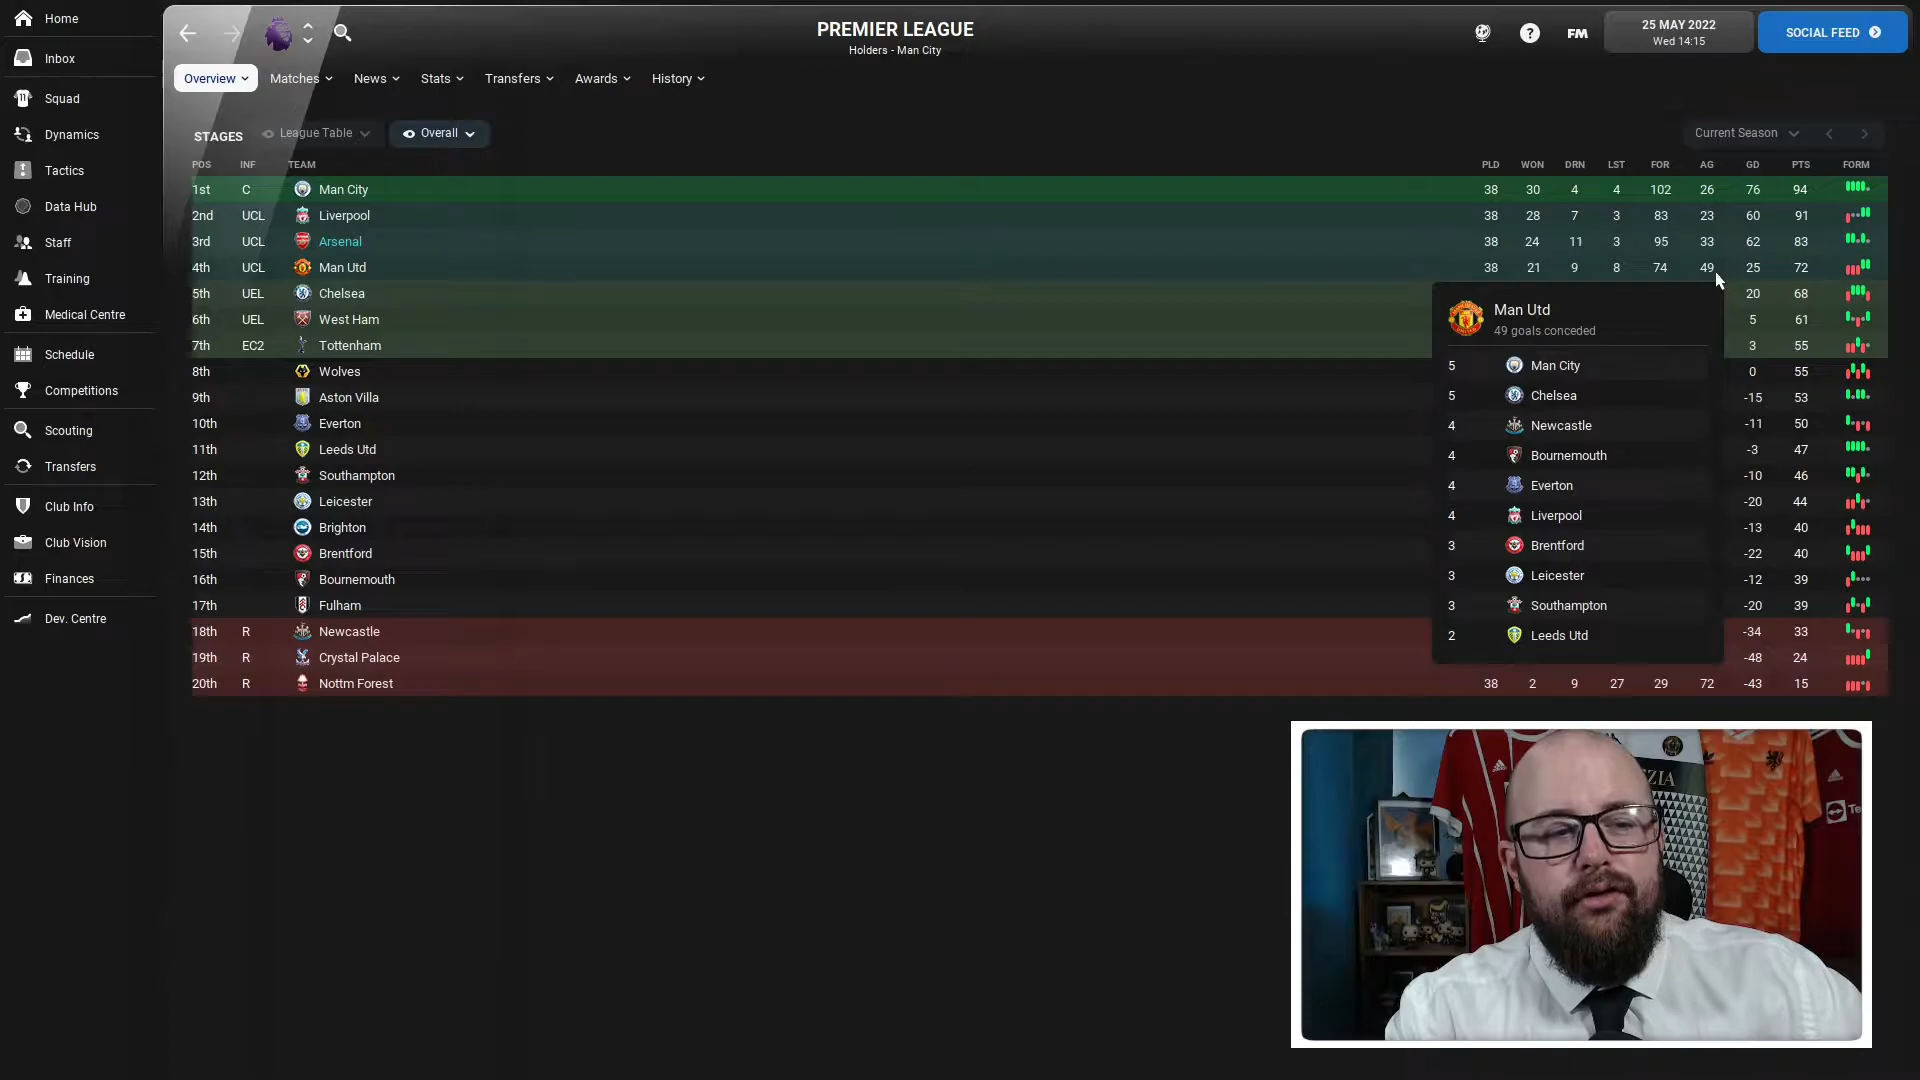 Home
Inbox
Squad
Dynamics
Tactics
Data Hub
Staff
Training
Medical Centre
Schedule
Competitions
Scouting
Transfers
Club Info
Club Vision
Finances
Dev. Centre
PREMIER LEAGUE
Holders - Man City
? FM
25 MAY 2022
Wed 14:15
SOCIAL FEED
Overview Matches News Stats Transfers Awards History
STAGES League Table Overall Current Season
POS INF TEAM PLD WON DRN LST FOR AG GD PTS FORM
1st C Man City 38 30 4 4 102 26 76 94
2nd UCL Liverpool 38 28 7 3 83 23 60 91
3rd UCL Arsenal 38 24 11 3 95 33 62 83
4th UCL Man Utd 38 21 9 8 74 49 25 72
5th UEL Chelsea 20 68
6th UEL West Ham 5 61
7th EC2 Tottenham 3 55
8th Wolves 0 55
9th Aston Villa -15 53
10th Everton -11 50
11th Leeds Utd -3 47
12th Southampton -10 46
13th Leicester -20 44
14th Brighton -13 40
15th Brentford -22 40
16th Bournemouth -12 39
17th Fulham -20 39
18th R Newcastle -34 33
19th R Crystal Palace -48 24
20th R Nottm Forest 38 2 9 27 29 72 -43 15
Man Utd
49 goals conceded
5 Man City
5 Chelsea
4 Newcastle
4 Bournemouth
4 Everton
4 Liverpool
3 Brentford
3 Leicester
3 Southampton
2 Leeds Utd
EZIA
Te